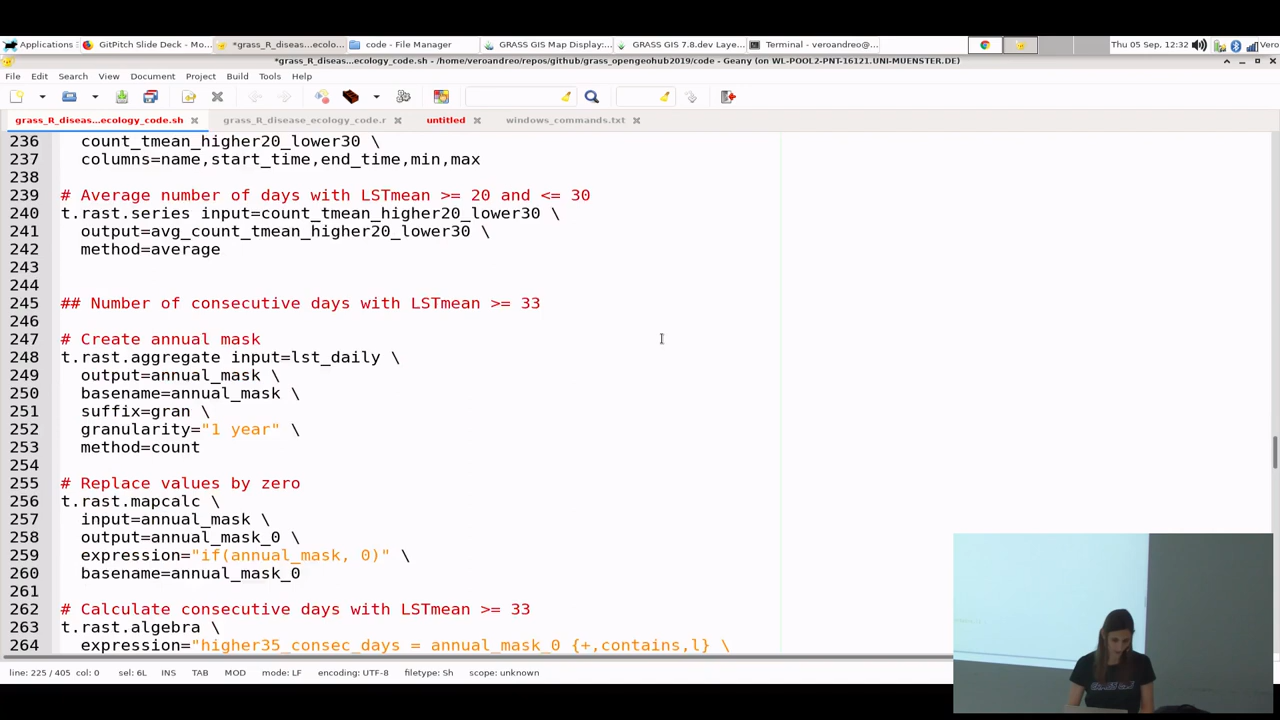 Applications
GitPitch Slide Deck - Mo...
*grass_R_diseas...ecolo...
code - File Manager
GRASS GIS Map Display:...
GRASS GIS 7.8.dev Laye...
Terminal - veroandreo@...
Thu 05 Sep, 12:32
Wed
*grass_R_diseas...ecology_code.sh - /home/veroandreo/repos/github/grass_opengeohub2019/code - Geany (on WL-POOL2-PNT-16121.UNI-MUENSTER.DE)
File Edit Search View Document Project Build Tools Help
grass_R_diseas...ecology_code.sh
grass_R_disease_ecology_code.r
untitled
windows_commands.txt
236 count_tmean_higher20_lower30 \
237 columns=name,start_time,end_time,min,max
238
239 # Average number of days with LSTmean >= 20 and <= 30
240 t.rast.series input=count_tmean_higher20_lower30 \
241 output=avg_count_tmean_higher20_lower30 \
242 method=average
243
244
245 ## Number of consecutive days with LSTmean >= 33
246
247 # Create annual mask
248 t.rast.aggregate input=lst_daily \
249 output=annual_mask \
250 basename=annual_mask \
251 suffix=gran \
252 granularity="1 year" \
253 method=count
254
255 # Replace values by zero
256 t.rast.mapcalc \
257 input=annual_mask \
258 output=annual_mask_0 \
259 expression="if(annual_mask, 0)" \
260 basename=annual_mask_0
261
262 # Calculate consecutive days with LSTmean >= 33
263 t.rast.algebra \
264 expression="higher35_consec_days = annual_mask_0 {+,contains,l} \
line: 225 / 405 col: 0 sel: 6L INS TAB MOD mode: LF encoding: UTF-8 filetype: Sh scope: unknown